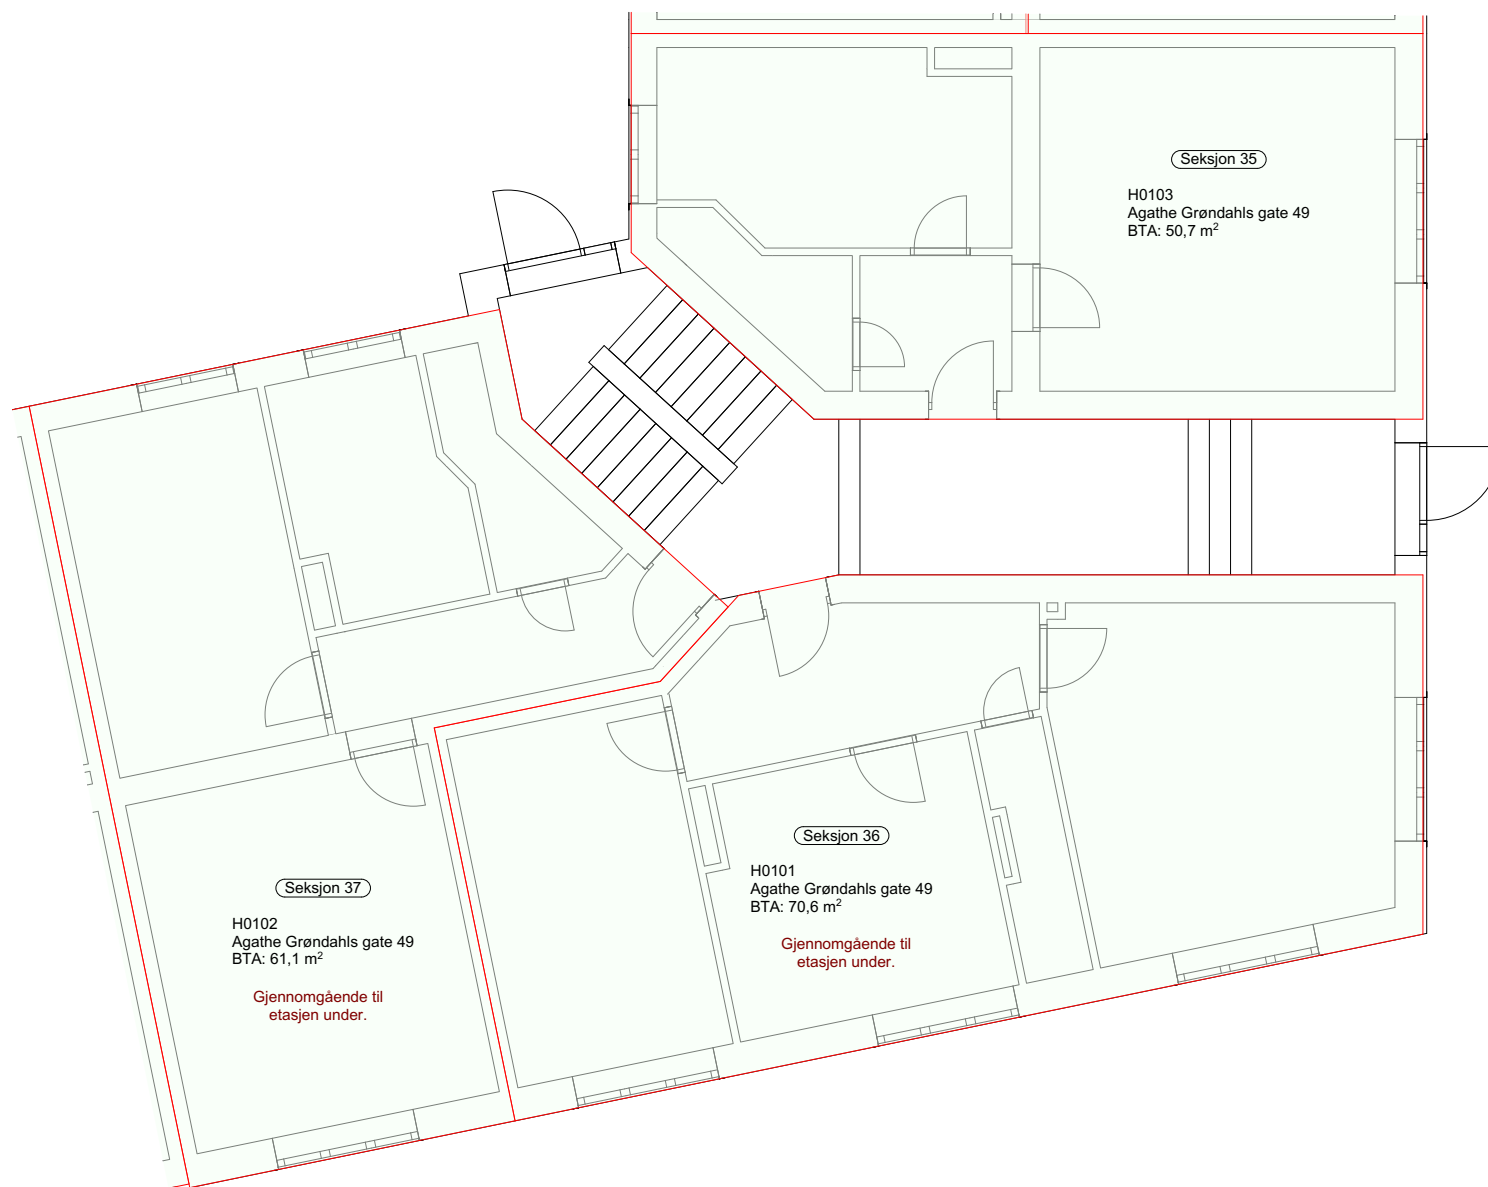 Seksjon 35
H0103
Agathe Grøndahls gate 49
BTA: 50,7 m²
Seksjon 36
H0101
Agathe Grøndahls gate 49
BTA: 70,6 m²
Gjennomgående til
etasjen under.
Seksjon 37
H0102
Agathe Grøndahls gate 49
BTA: 61,1 m²
Gjennomgående til
etasjen under.